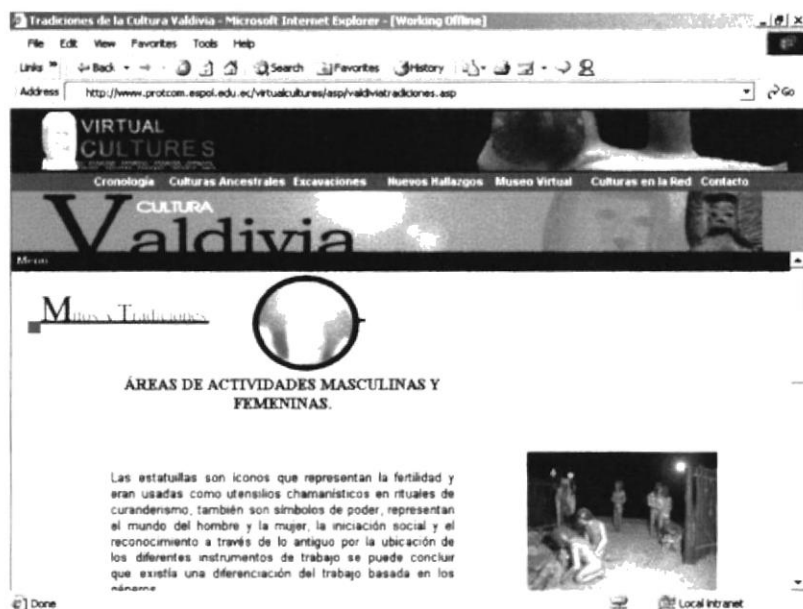 Tradiciones de la Cultura Valdivia - Microsoft Internet Explorer - [Working Offline]
File Edit View Favorites Tools Help
Links » Back Search Favorites History
Address http://www.protcom.espol.edu.ec/virtualcultures/asp/valdiviatradiciones.asp Go
VIRTUAL
CULTURES
Cronología Culturas Ancestrales Excavaciones Nuevos Hallazgos Museo Virtual Culturas en la Red Contacto
CULTURA
Valdivia
Menu
Mitos y Tradiciones
ÁREAS DE ACTIVIDADES MASCULINAS Y
FEMENINAS.
Las estatuillas son iconos que representan la fertilidad y
eran usadas como utensilios chamanísticos en rituales de
curanderismo, también son símbolos de poder, representan
el mundo del hombre y la mujer, la iniciación social y el
reconocimiento a través de lo antiguo por la ubicación de
los diferentes instrumentos de trabajo se puede concluir
que existía una diferenciación del trabajo basada en los
géneros
Done Local intranet